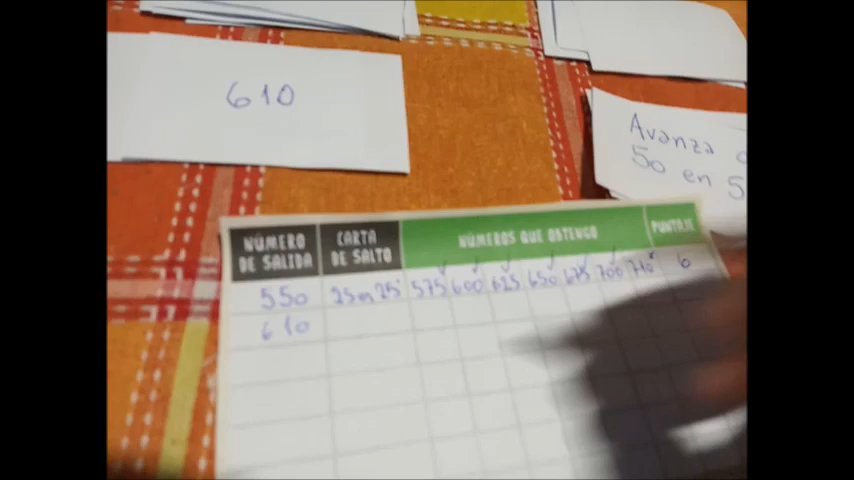 610
Avanza
50 en 5
NÚMERO DE SALIDA
CARTA DE SALTO
NÚMEROS QUE OBTENGO
PUNTAJE
550 25 en 25 575 600 625 650 675 700 710 6
610